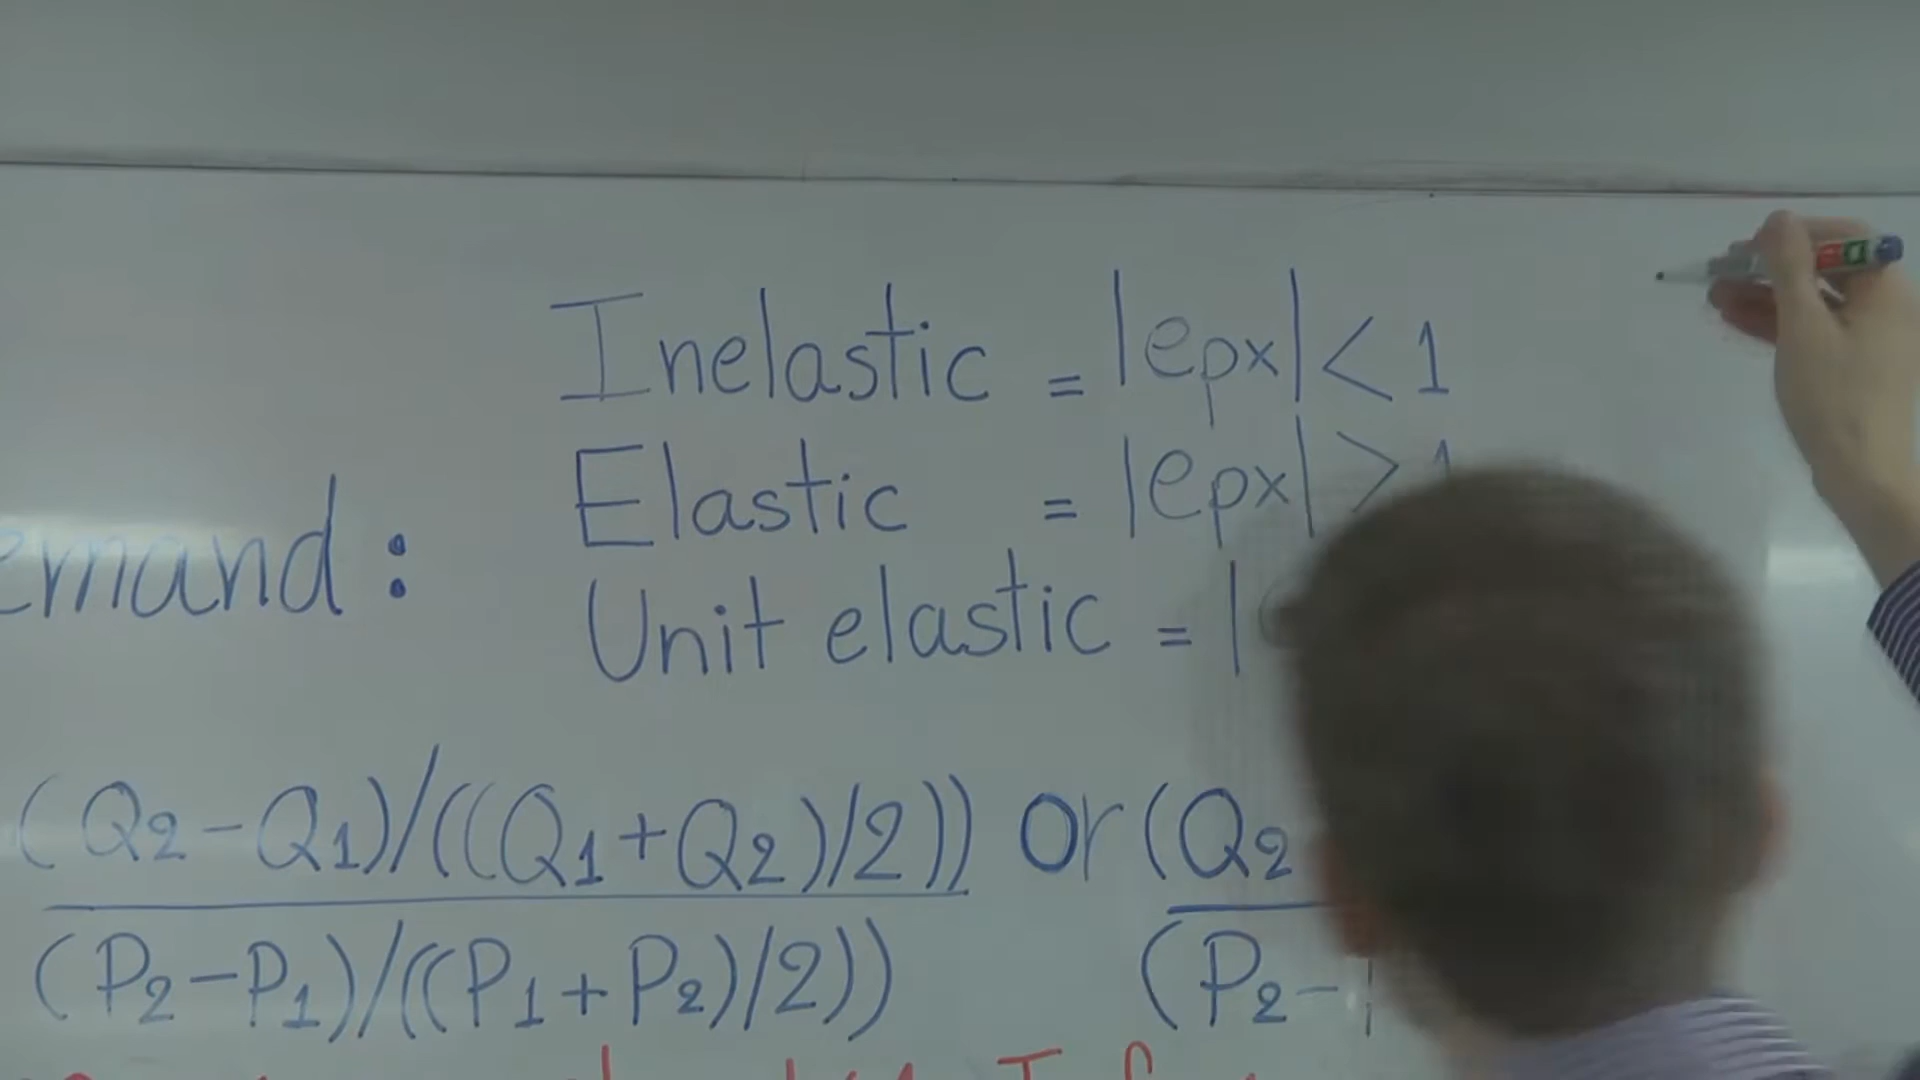 Inelastic = |epx| < 1
Elastic = |epx| >
emand :
Unit elastic = |
(Q2-Q1)/((Q1+Q2)/2)) or (Q2
(P2-P1)/((P1+P2)/2)) (P2-